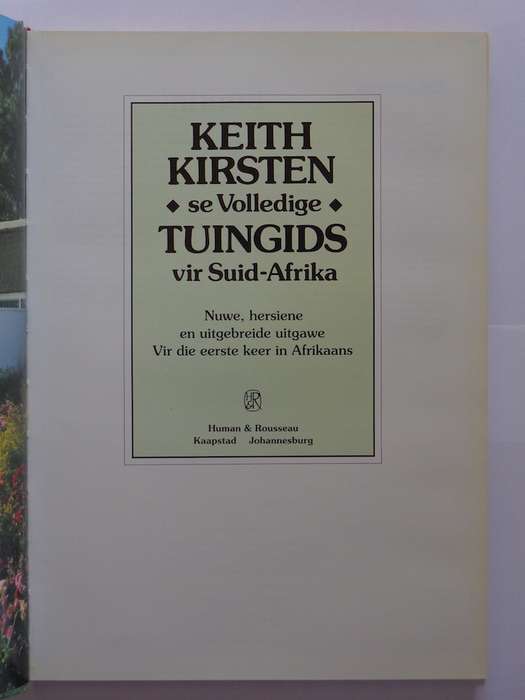 KEITH
KIRSTEN
◆ se Volledige ◆
TUINGIDS
vir Suid-Afrika
Nuwe, hersiene
en uitgebreide uitgawe
Vir die eerste keer in Afrikaans
H&R
Human & Rousseau
Kaapstad Johannesburg